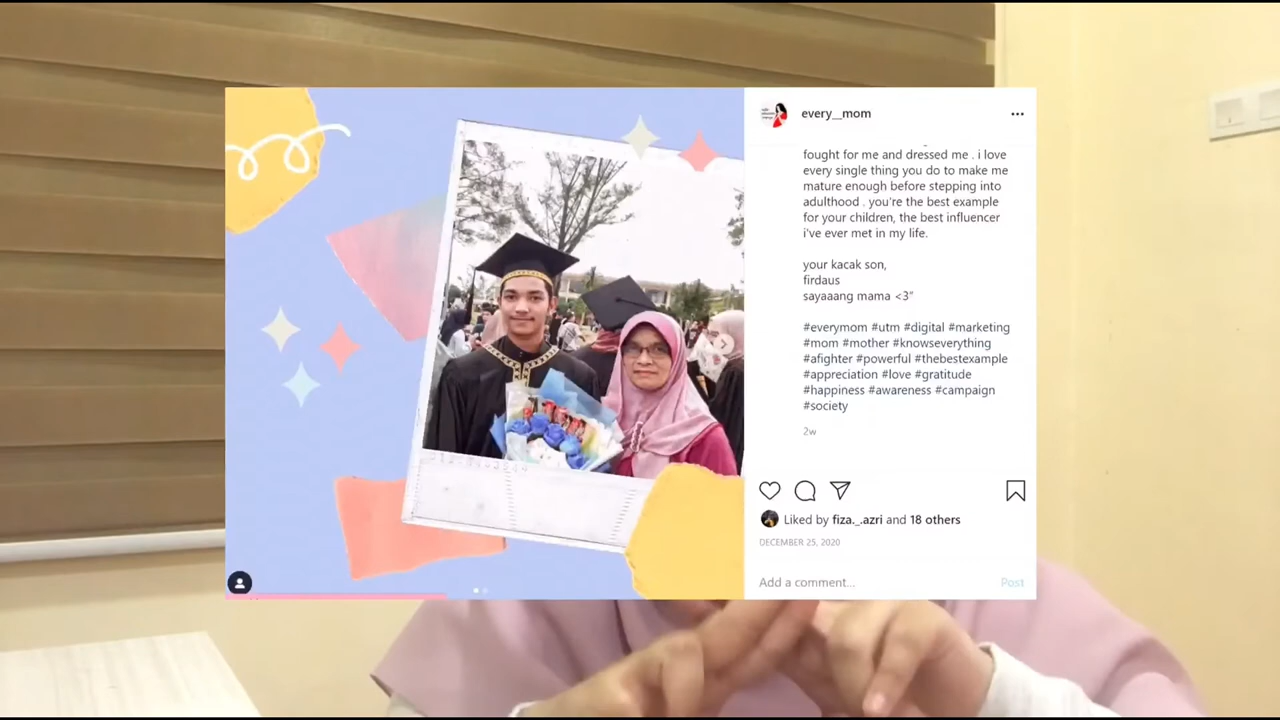 every__mom
fought for me and dressed me . i love
every single thing you do to make me
mature enough before stepping into
adulthood . you're the best example
for your children, the best influencer
i've ever met in my life.
your kacak son,
firdaus
sayaaang mama <3"
#everymom #utm #digital #marketing
#mom #mother #knowseverything
#afighter #powerful #thebestexample
#appreciation #love #gratitude
#happiness #awareness #campaign
#society
2w
Liked by fiza._.azri and 18 others
DECEMBER 25, 2020
Add a comment...
Post